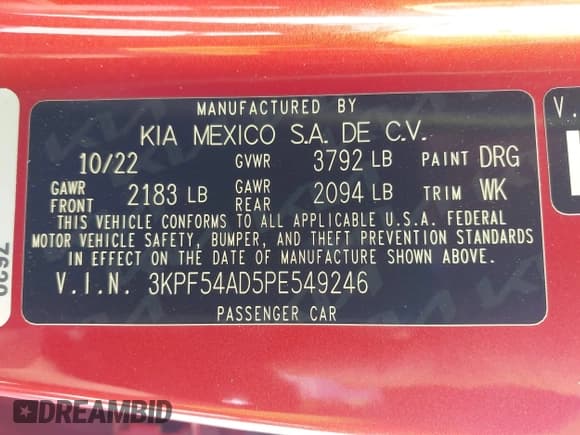 MANUFACTURED BY
KIA MEXICO S.A. DE C.V.
10/22 GVWR 3792 LB PAINT DRG
GAWR FRONT 2183 LB GAWR REAR 2094 LB TRIM WK
THIS VEHICLE CONFORMS TO ALL APPLICABLE U.S.A. FEDERAL
MOTOR VEHICLE SAFETY, BUMPER, AND THEFT PREVENTION STANDARDS
IN EFFECT ON THE DATE OF MANUFACTURE SHOWN ABOVE.
V.I.N. 3KPF54AD5PE549246
PASSENGER CAR
V.
DREAMBID